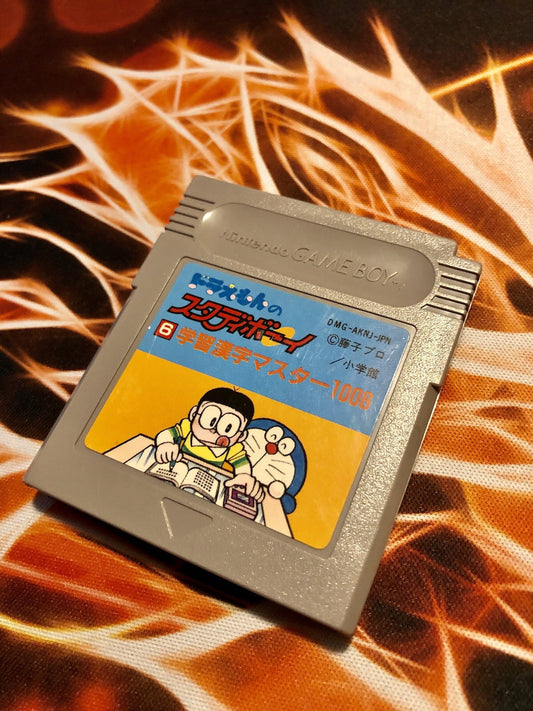 Nintendo GAME BOY™
ドラえもんの
スタディボーイ
DMG-AKNJ-JPN
©藤子プロ
/小学館
6 学習漢字マスター1006